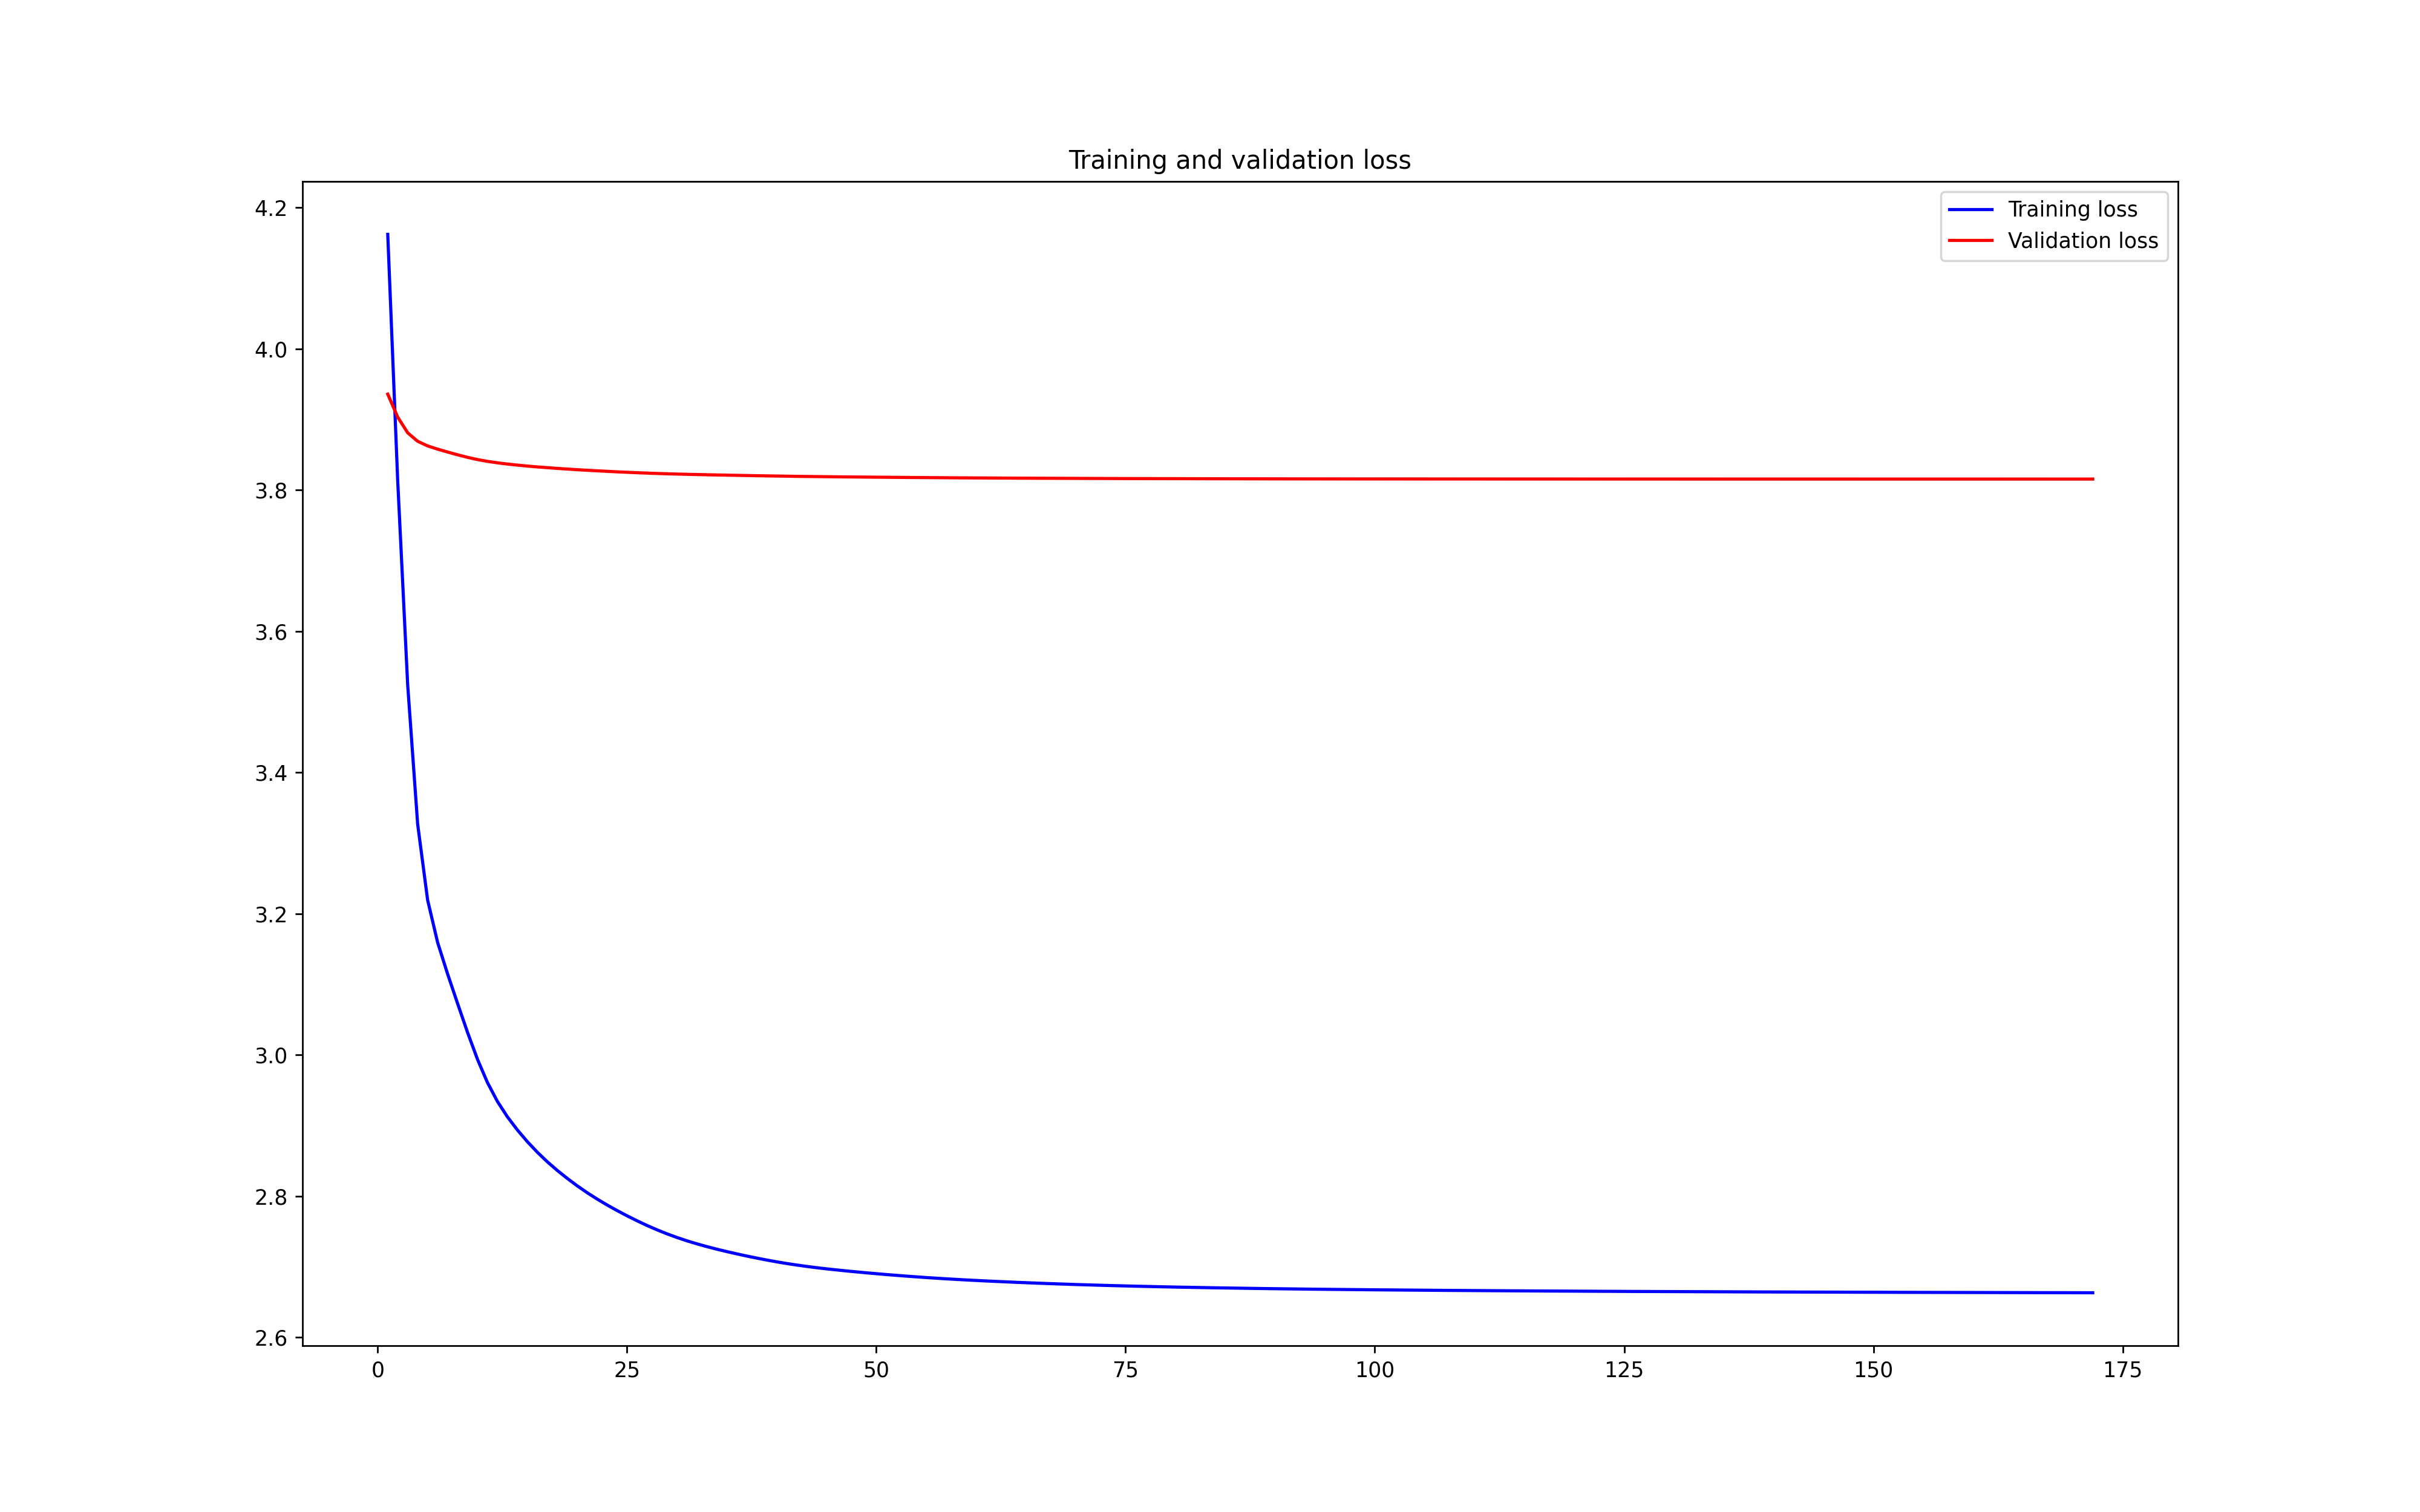 Training and validation loss
Training loss
Validation loss
4.2
4.0
3.8
3.6
3.4
3.2
3.0
2.8
2.6
0 25 50 75 100 125 150 175